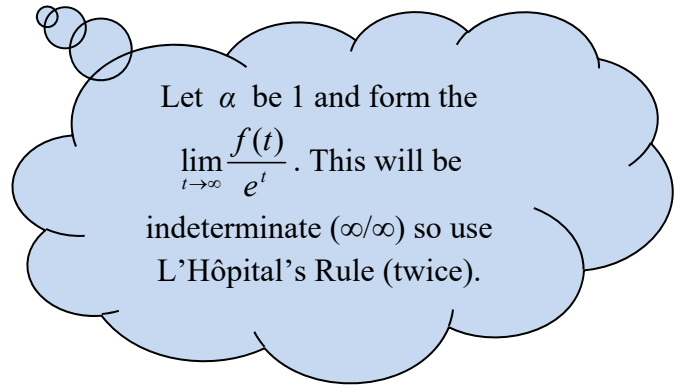 Let α be 1 and form the
lim t→∞ f(t)/e^t . This will be
indeterminate (∞/∞) so use
L’Hôpital’s Rule (twice).